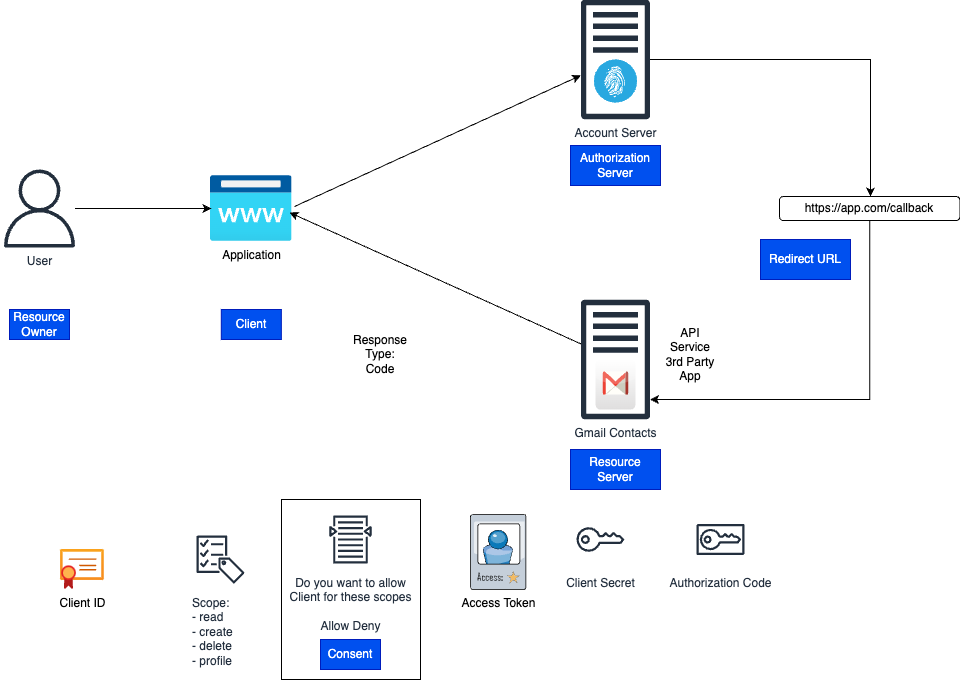 Account Server
Authorization
Server
https://app.com/callback
Redirect URL
www
User
Application
Resource
Owner
Client
Response
Type:
Code
API
Service
3rd Party
App
Gmail Contacts
Resource
Server
Client ID
Scope:
- read
- create
- delete
- profile
Do you want to allow
Client for these scopes
Allow Deny
Consent
Access:
Access Token
Client Secret
Authorization Code